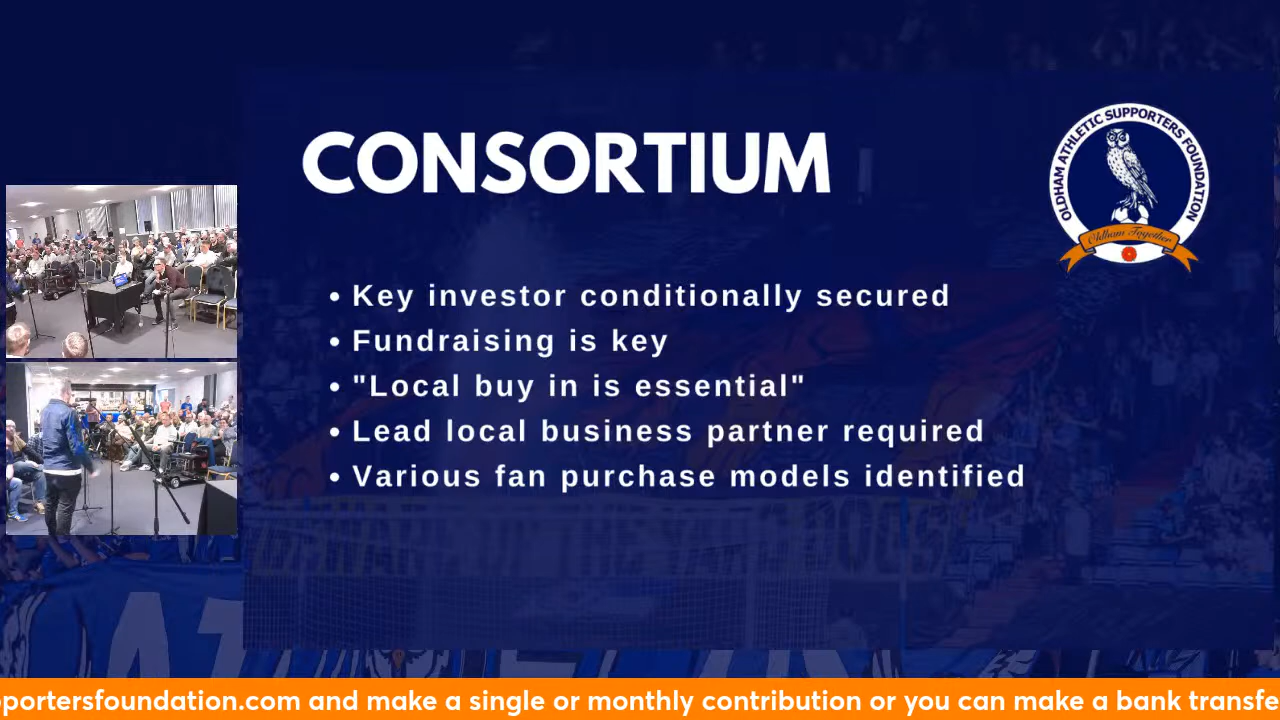 CONSORTIUM
OLDHAM ATHLETIC SUPPORTERS FOUNDATION
Oldham Together
• Key investor conditionally secured
• Fundraising is key
• "Local buy in is essential"
• Lead local business partner required
• Various fan purchase models identified
pportersfoundation.com and make a single or monthly contribution or you can make a bank transfe